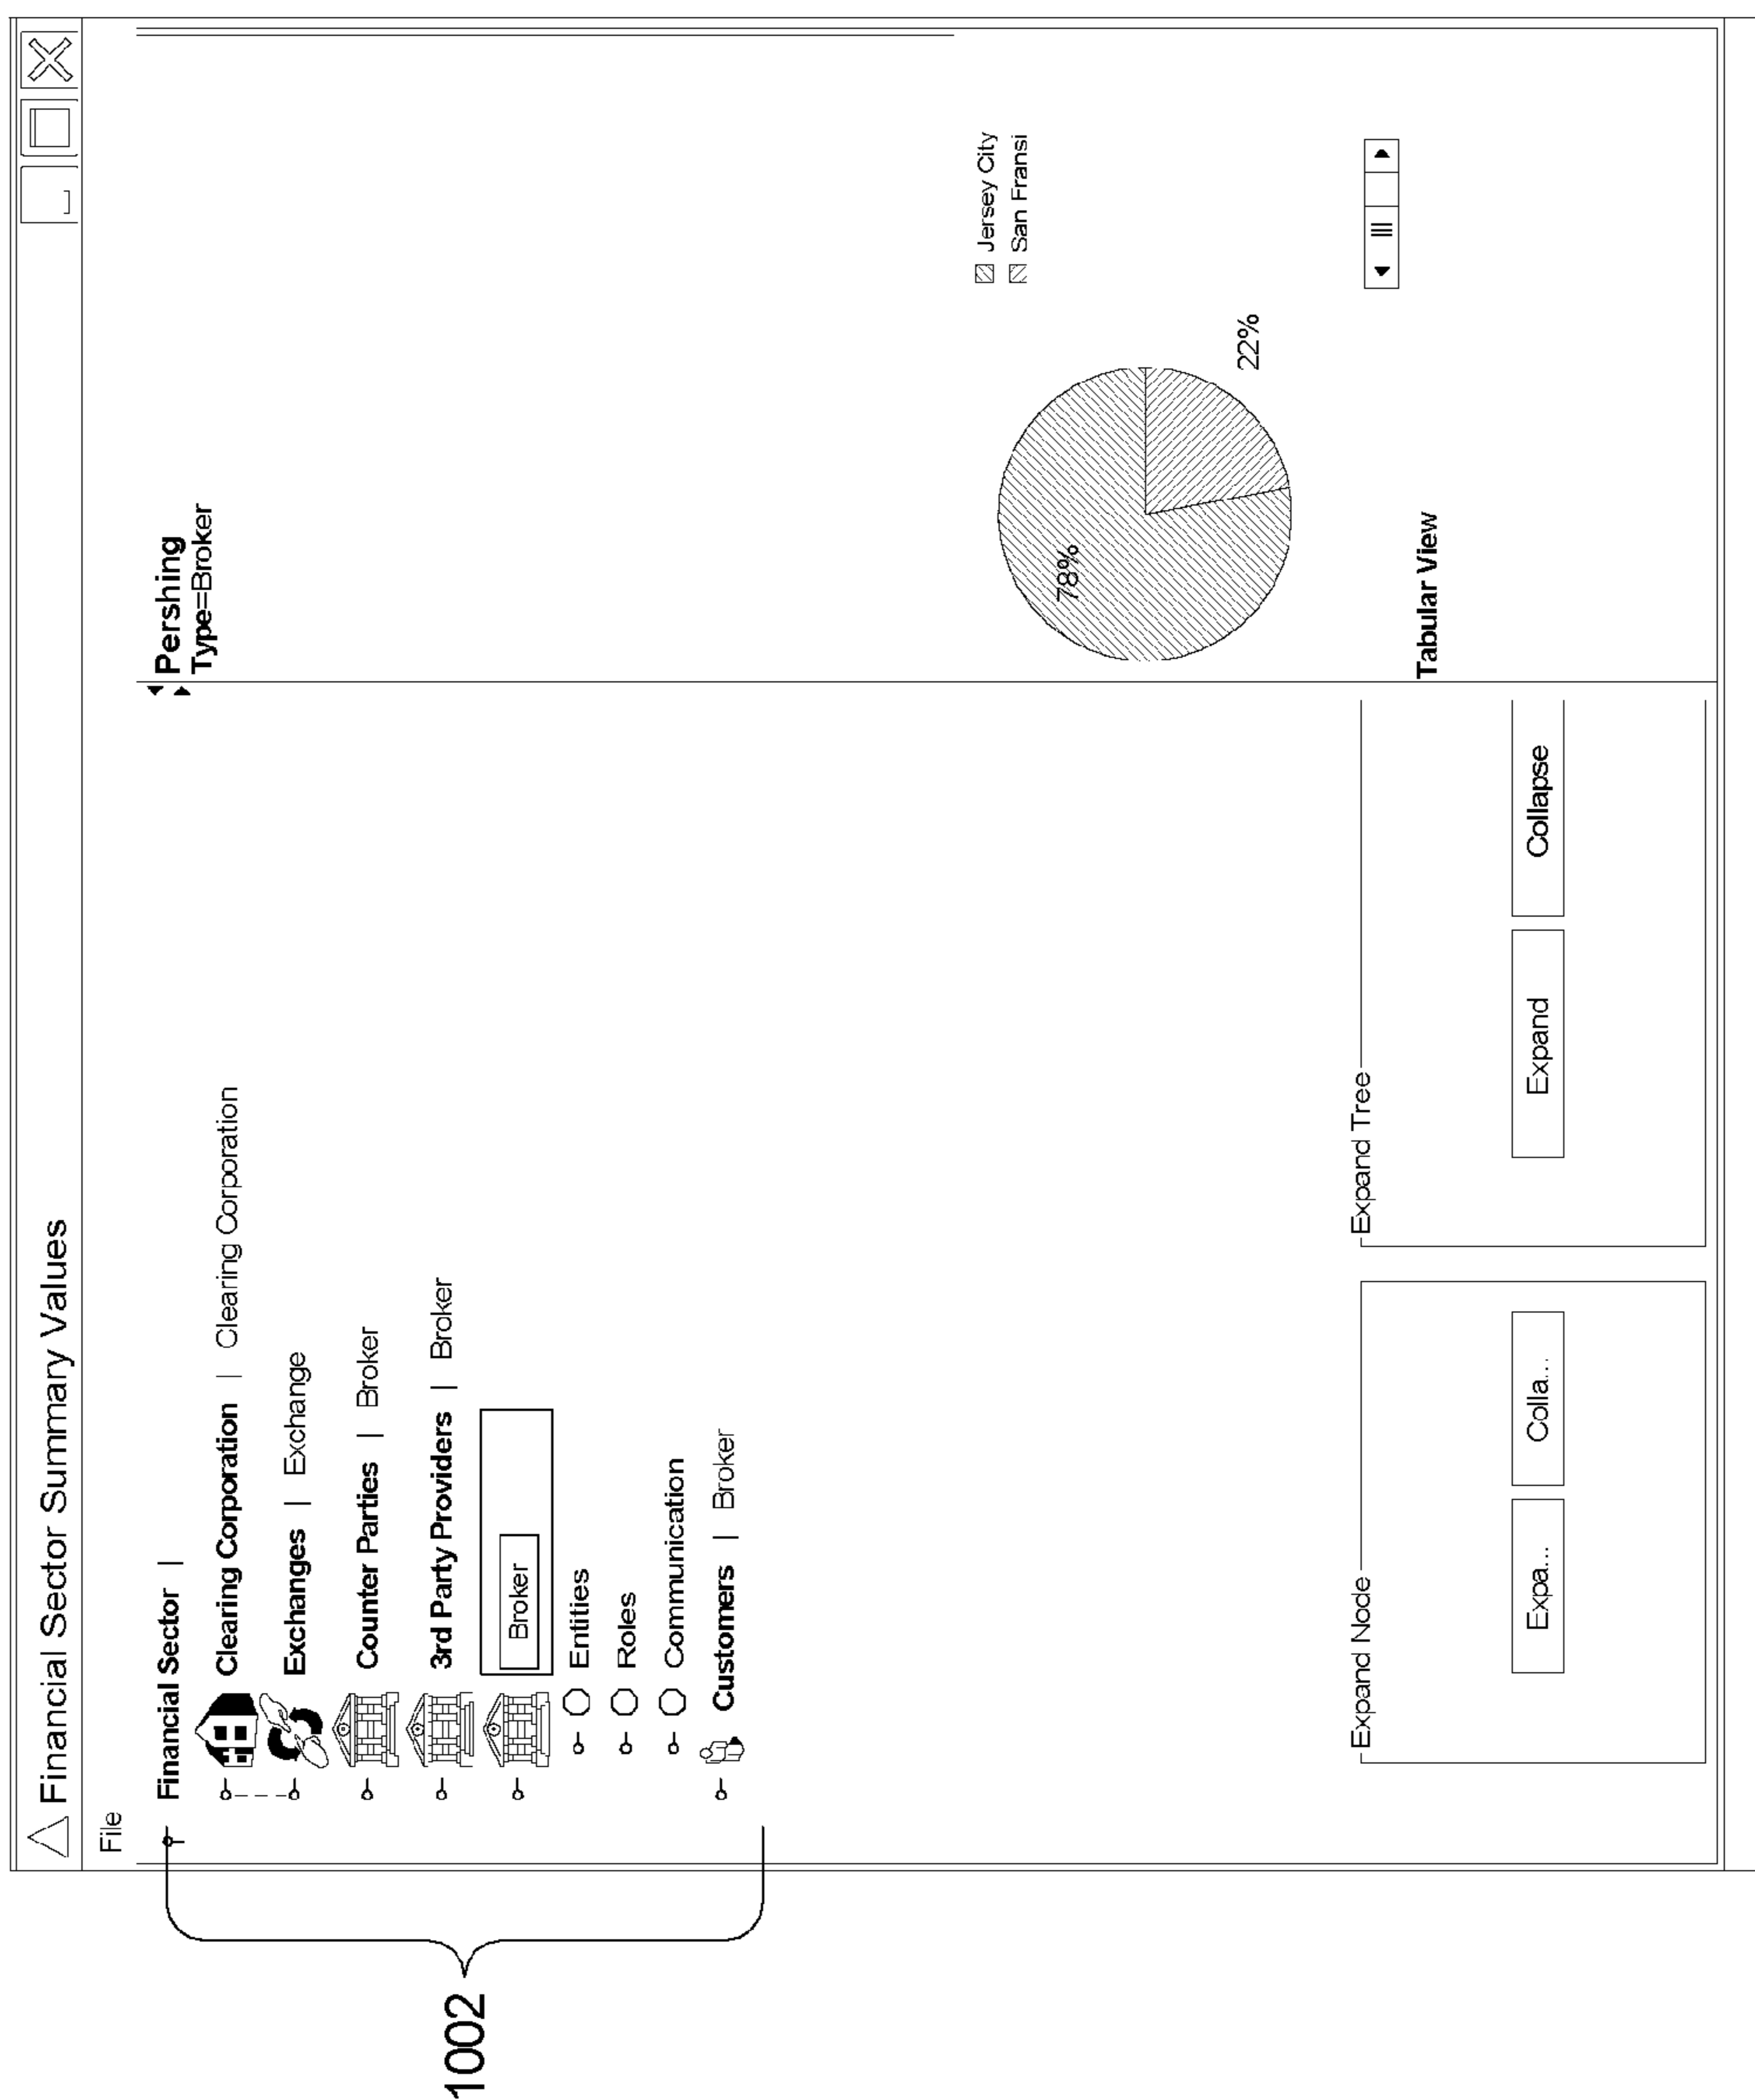 Financial Sector Summary Values
File
Financial Sector |
Clearing Corporation | Clearing Corporation
Exchanges | Exchange
Counter Parties | Broker
3rd Party Providers | Broker
Broker
Entities
Roles
Communication
Customers | Broker
1002
Expand Node
Expa...
Colla...
Expand Tree
Expand
Collapse
Pershing
Type=Broker
78%
22%
Jersey City
San Fransi
Tabular View